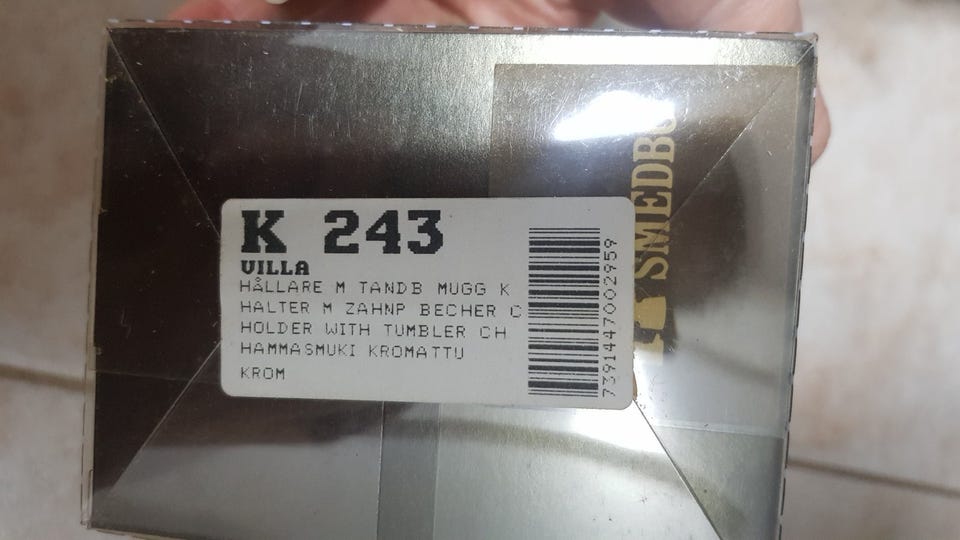 K 243
VILLA
HÅLLARE M TANDB MUGG K
HALTER M ZAHNP BECHER C
HOLDER WITH TUMBLER CH
HAMMASMUKI KROMATTU
KROM
7391447002959
SMEDBO